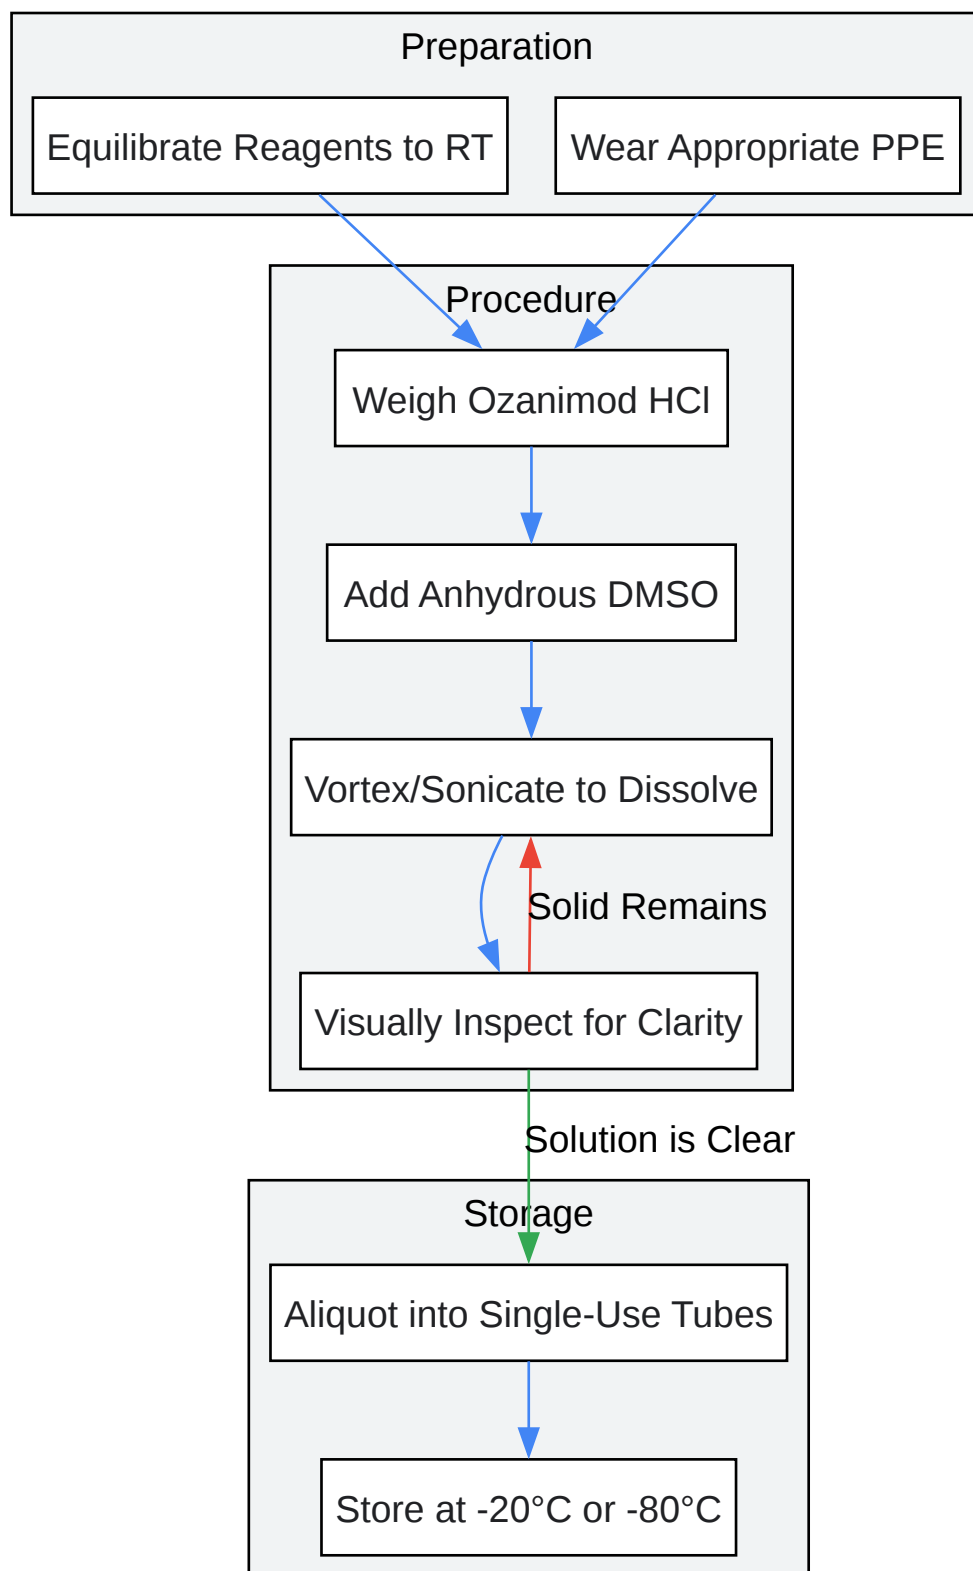 Preparation
Equilibrate Reagents to RT
Wear Appropriate PPE
Procedure
Weigh Ozanimod HCl
Add Anhydrous DMSO
Vortex/Sonicate to Dissolve
Solid Remains
Visually Inspect for Clarity
Solution is Clear
Storage
Aliquot into Single-Use Tubes
Store at -20°C or -80°C